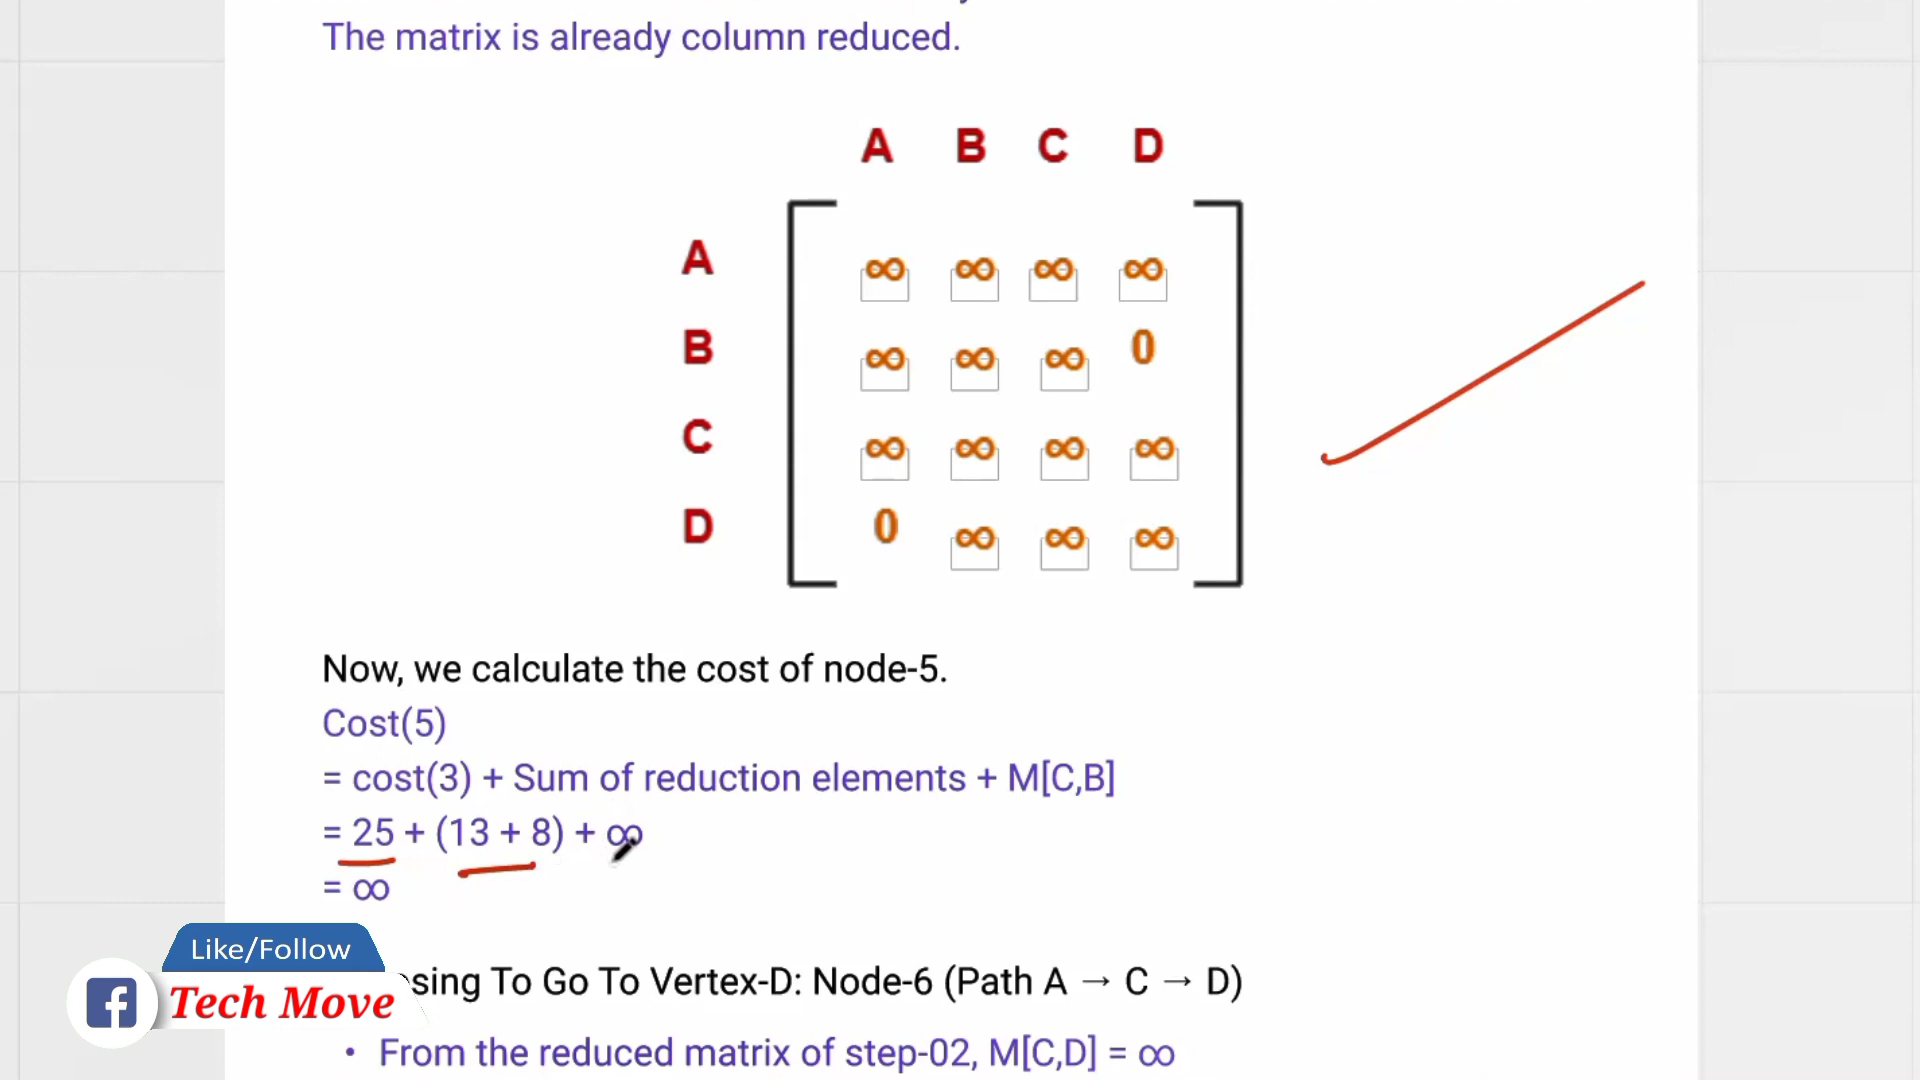 The matrix is already column reduced.
A B C D
A ∞ ∞ ∞ ∞
B ∞ ∞ ∞ 0
C ∞ ∞ ∞ ∞
D 0 ∞ ∞ ∞
Now, we calculate the cost of node-5.
Cost(5)
= cost(3) + Sum of reduction elements + M[C,B]
= 25 + (13 + 8) + ∞
= ∞
Like/Follow
Tech Move
osing To Go To Vertex-D: Node-6 (Path A → C → D)
• From the reduced matrix of step-02, M[C,D] = ∞